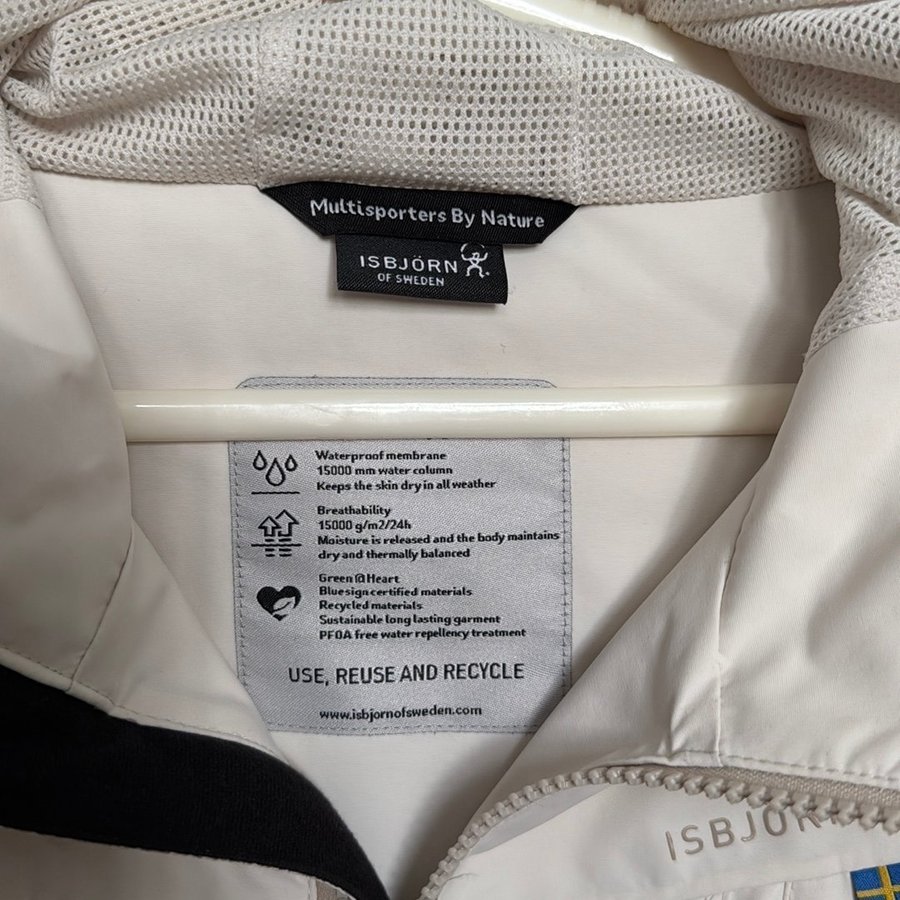 Multisporters By Nature
ISBJÖRN
OF SWEDEN
Waterproof membrane
15000 mm water column
Keeps the skin dry in all weather
Breathability
15000 g/m2/24h
Moisture is released and the body maintains
dry and thermally balanced
Green@Heart
Bluesign certified materials
Recycled materials
Sustainable long lasting garment
PFOA free water repellency treatment
USE, REUSE AND RECYCLE
www.isbjornofsweden.com
ISBJÖR